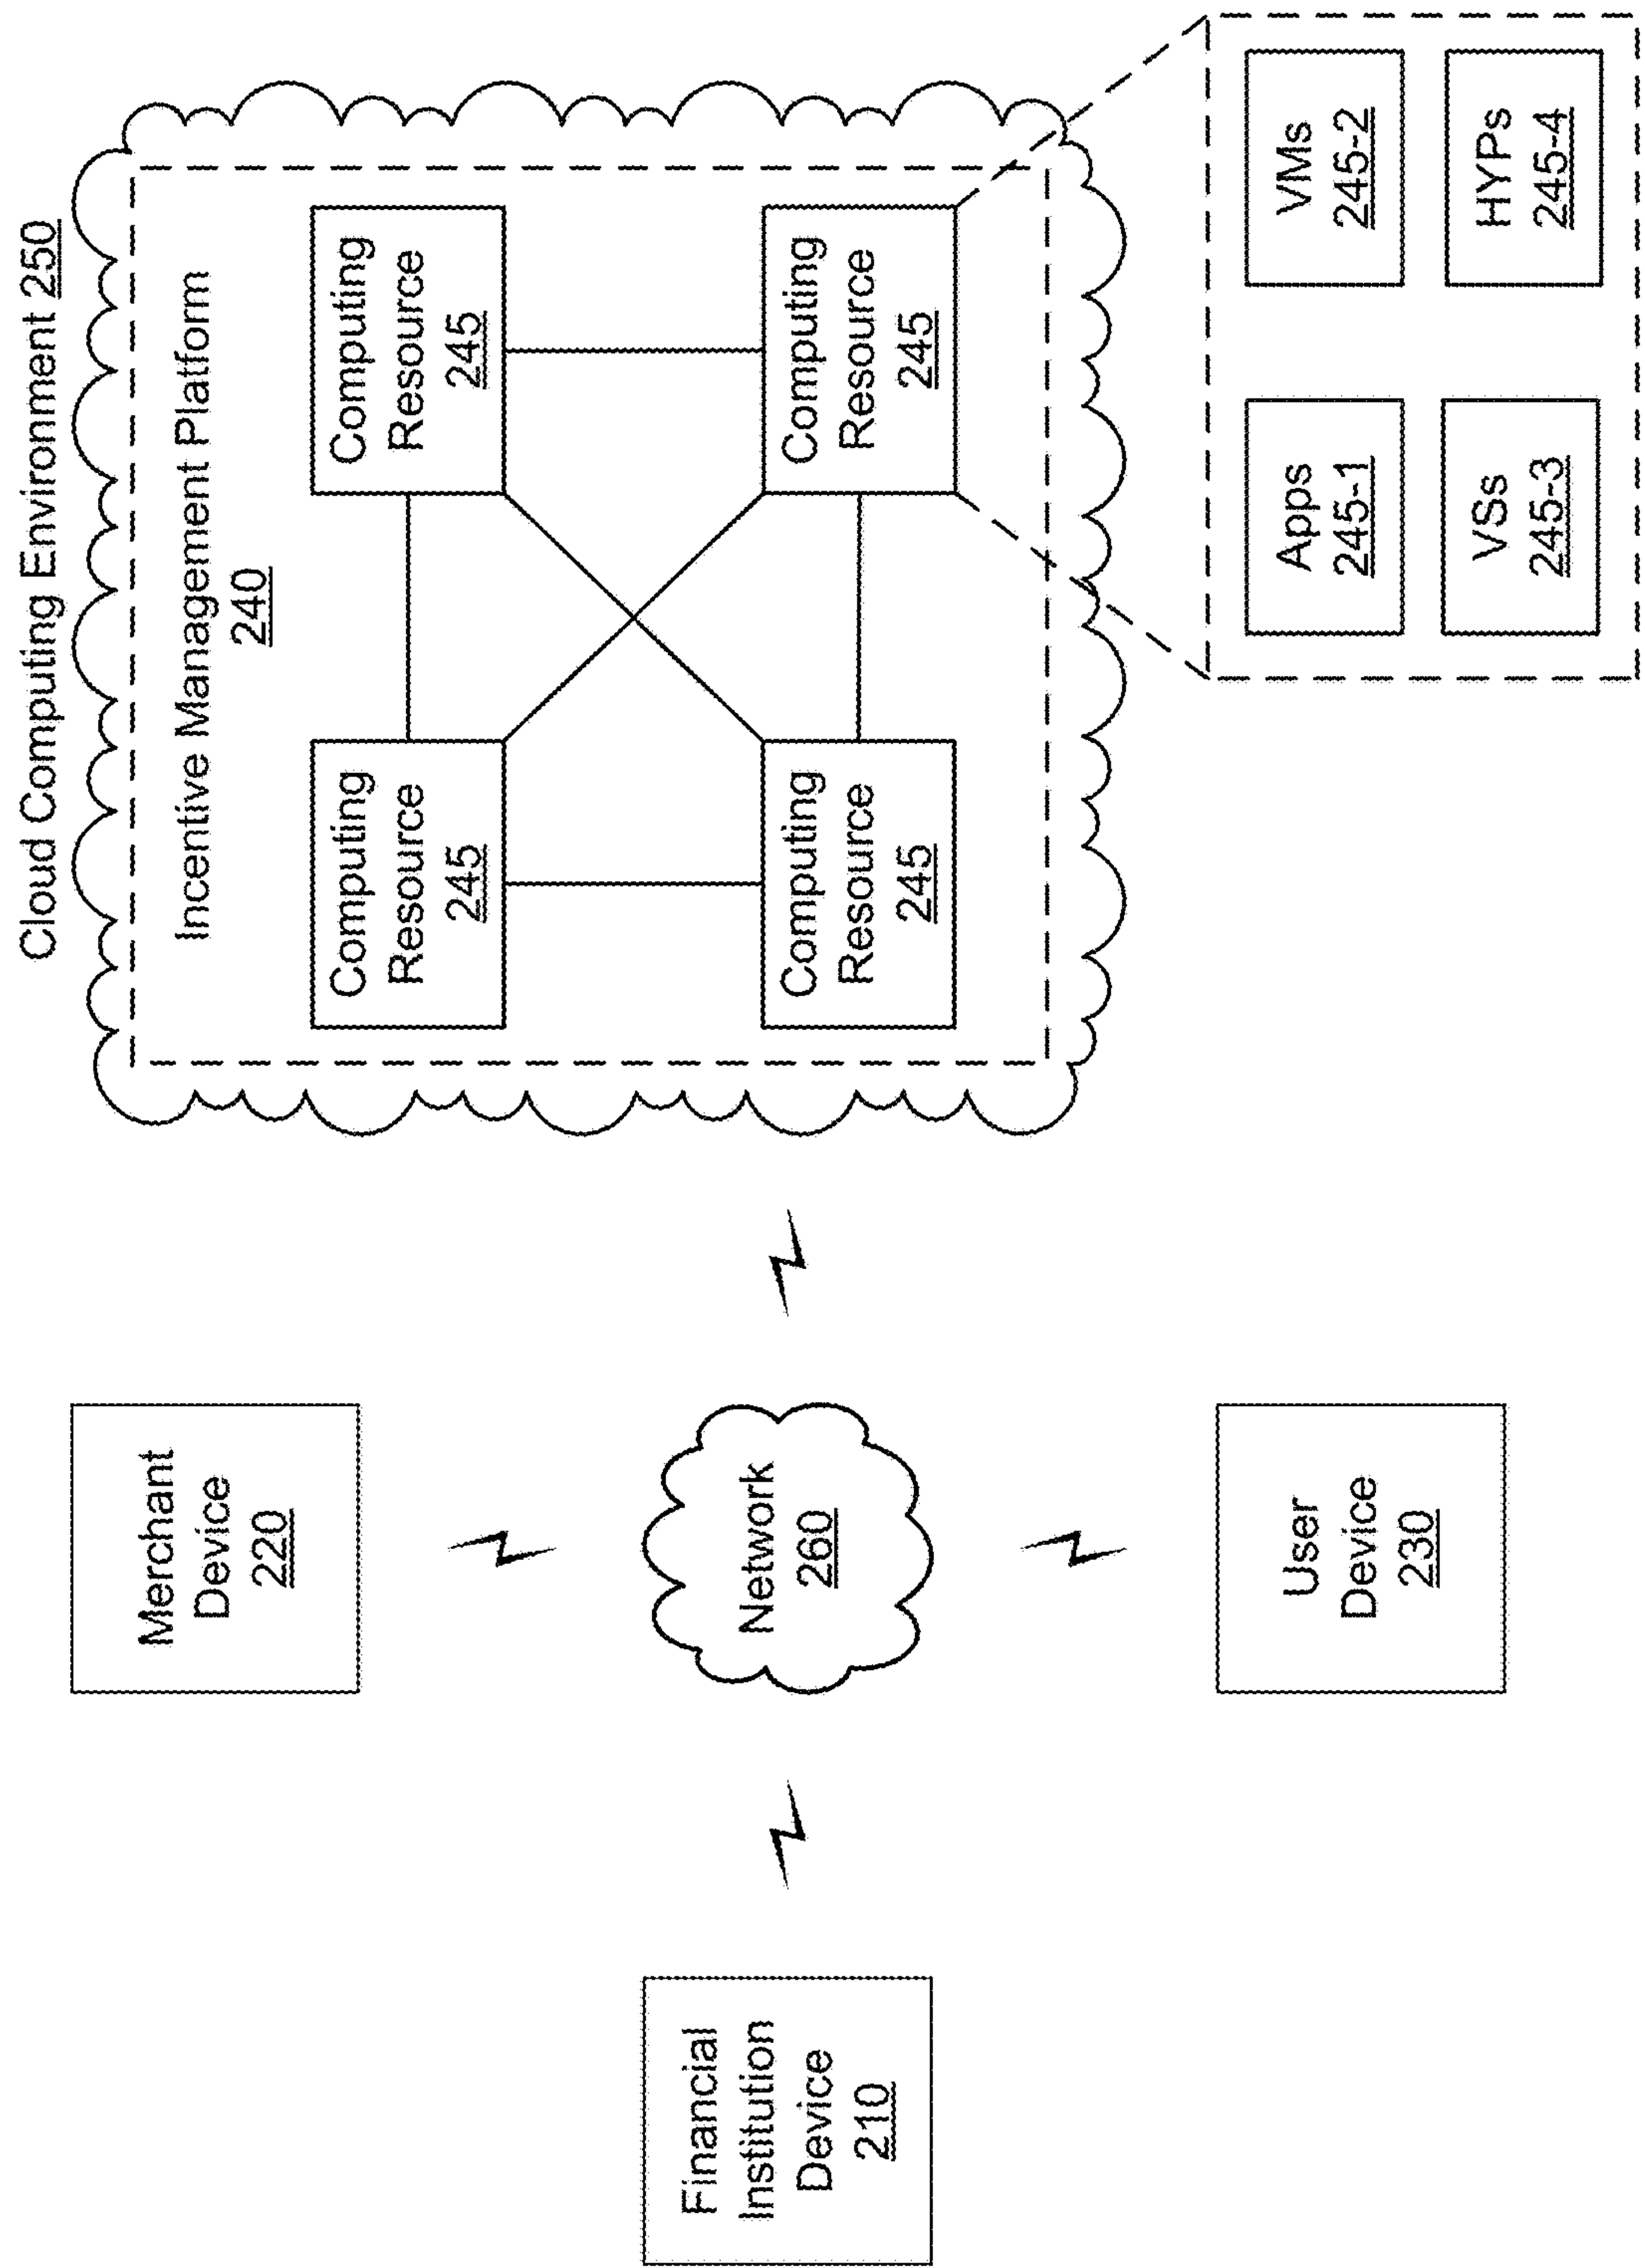 Cloud Computing Environment 250
Incentive Management Platform
240
Computing
Resource
245
Computing
Resource
245
Computing
Resource
245
Computing
Resource
245
Merchant
Device
220
Financial
Institution
Device
210
Network
260
User
Device
230
Apps
245-1
VMs
245-2
VSs
245-3
HYPs
245-4